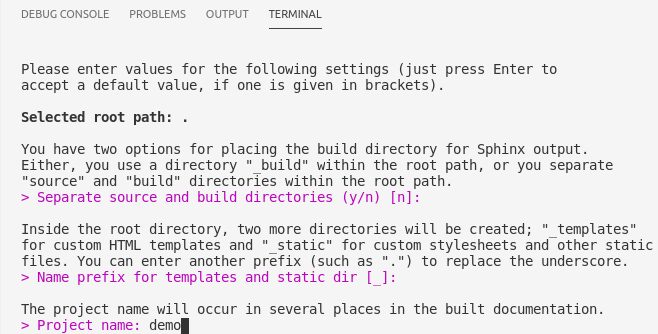 DEBUG CONSOLE PROBLEMS OUTPUT TERMINAL
Please enter values for the following settings (just press Enter to
accept a default value, if one is given in brackets).
Selected root path: .
You have two options for placing the build directory for Sphinx output.
Either, you use a directory "_build" within the root path, or you separate
"source" and "build" directories within the root path.
> Separate source and build directories (y/n) [n]:
Inside the root directory, two more directories will be created; "_templates"
for custom HTML templates and "_static" for custom stylesheets and other static
files. You can enter another prefix (such as ".") to replace the underscore.
> Name prefix for templates and static dir [_]:
The project name will occur in several places in the built documentation.
> Project name: demo